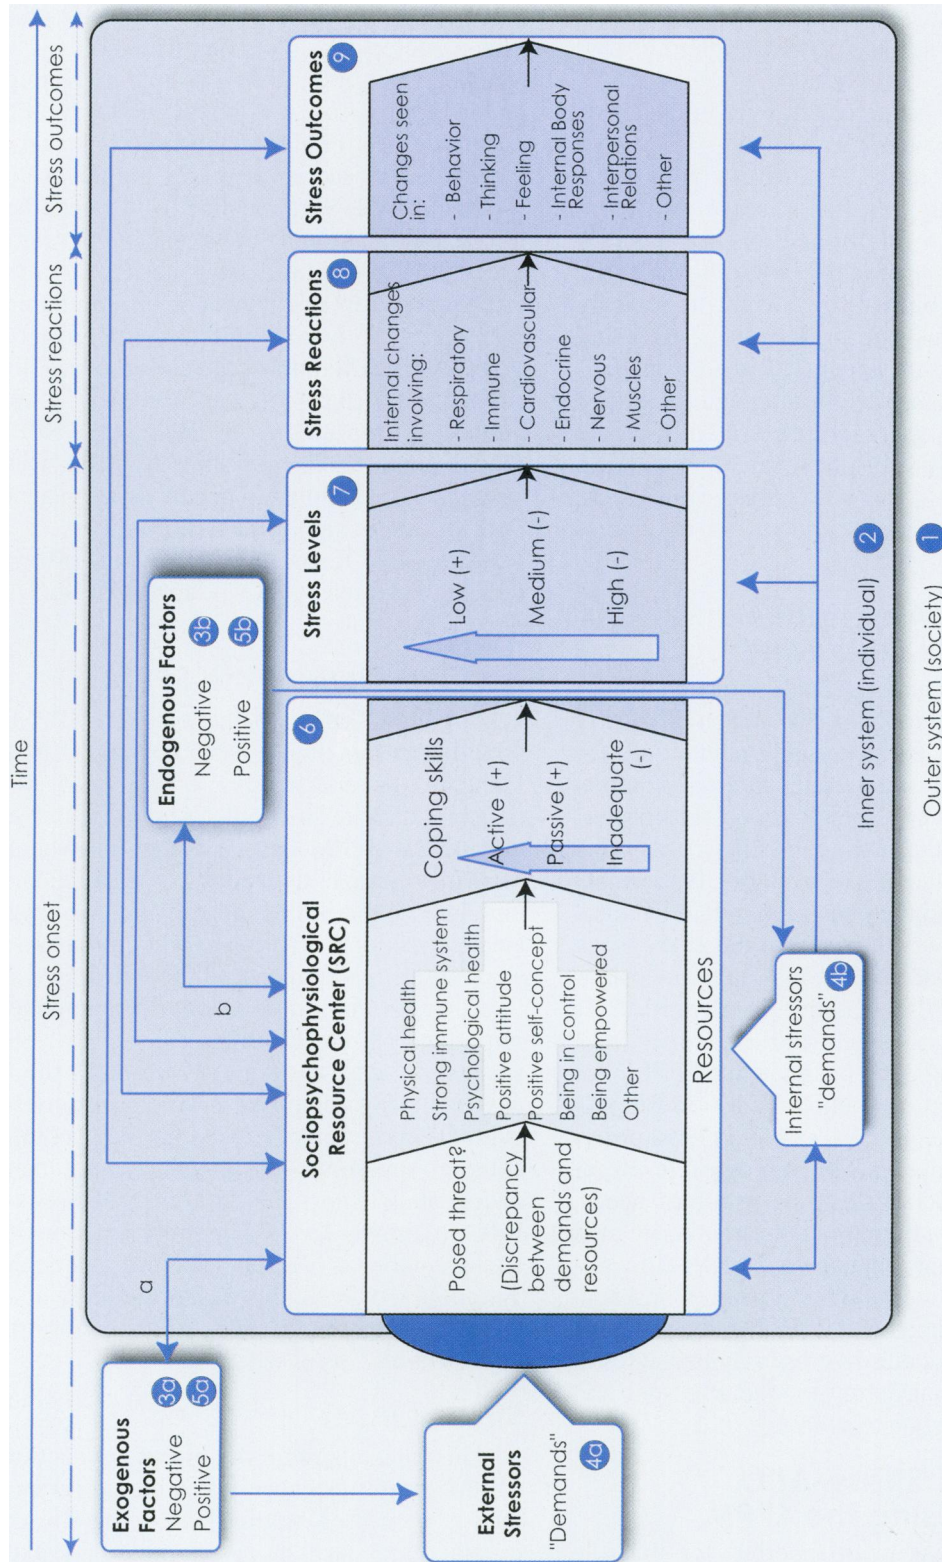 Time
Stress onset
Stress reactions
Stress outcomes
Exogenous
Factors
Negative
3a
Positive
5a
a
b
Endogenous Factors
Negative
3b
Positive
5b
External
Stressors
"Demands"
4a
Sociopsychophysiological
Resource Center (SRC)
6
Posed threat?
(Discrepancy
between
demands and
resources)
Physical health
Strong immune system
Psychological health
Positive attitude
Positive self-concept
Being in control
Being empowered
Other
Coping skills
Active (+)
Passive (+)
Inadequate
(-)
Resources
Stress Levels
7
Low (+)
Medium (-)
High (-)
Stress Reactions
8
Internal changes
involving:
- Respiratory
- Immune
- Cardiovascular
- Endocrine
- Nervous
- Muscles
- Other
Stress Outcomes
9
Changes seen
in:
- Behavior
- Thinking
- Feeling
- Internal Body
Responses
- Interpersonal
Relations
- Other
Internal stressors
"demands"
4b
Inner system (individual)
2
Outer system (society)
1